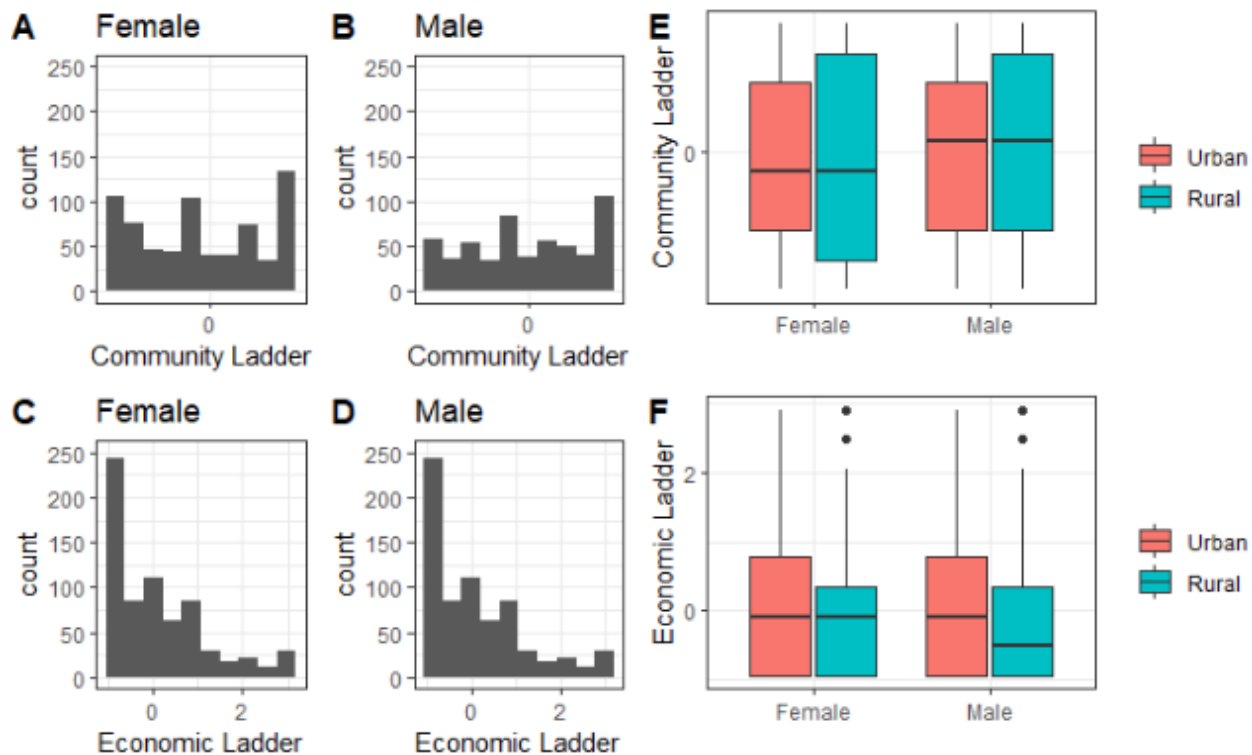 A Female
250
200
150
100
50
0
count
0
Community Ladder
B Male
250
200
150
100
50
0
count
0
Community Ladder
E
Community Ladder
0
Female Male
Urban
Rural
C Female
250
200
150
100
50
0
count
0 2
Economic Ladder
D Male
250
200
150
100
50
0
count
0 2
Economic Ladder
F
Economic Ladder
2
0
Female Male
Urban
Rural